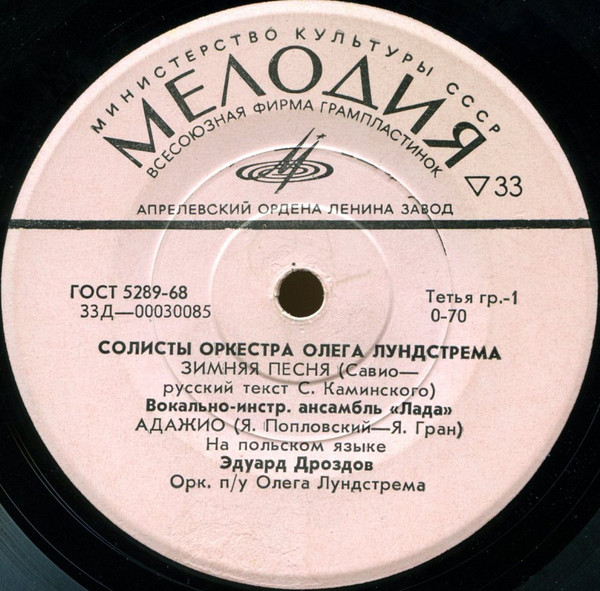 МИНИСТЕРСТВО КУЛЬТУРЫ СССР
МЕЛОДИЯ
ВСЕСОЮЗНАЯ ФИРМА ГРАМПЛАСТИНОК
▽33
АПРЕЛЕВСКИЙ ОРДЕНА ЛЕНИНА ЗАВОД
ГОСТ 5289-68
33Д—00030085
Тетья гр.-1
0-70
СОЛИСТЫ ОРКЕСТРА ОЛЕГА ЛУНДСТРЕМА
ЗИМНЯЯ ПЕСНЯ (Савио—
русский текст С. Каминского)
Вокально-инстр. ансамбль «Лада»
АДАЖИО (Я. Попловский—Я. Гран)
На польском языке
Эдуард Дроздов
Орк. п/у Олега Лундстрема